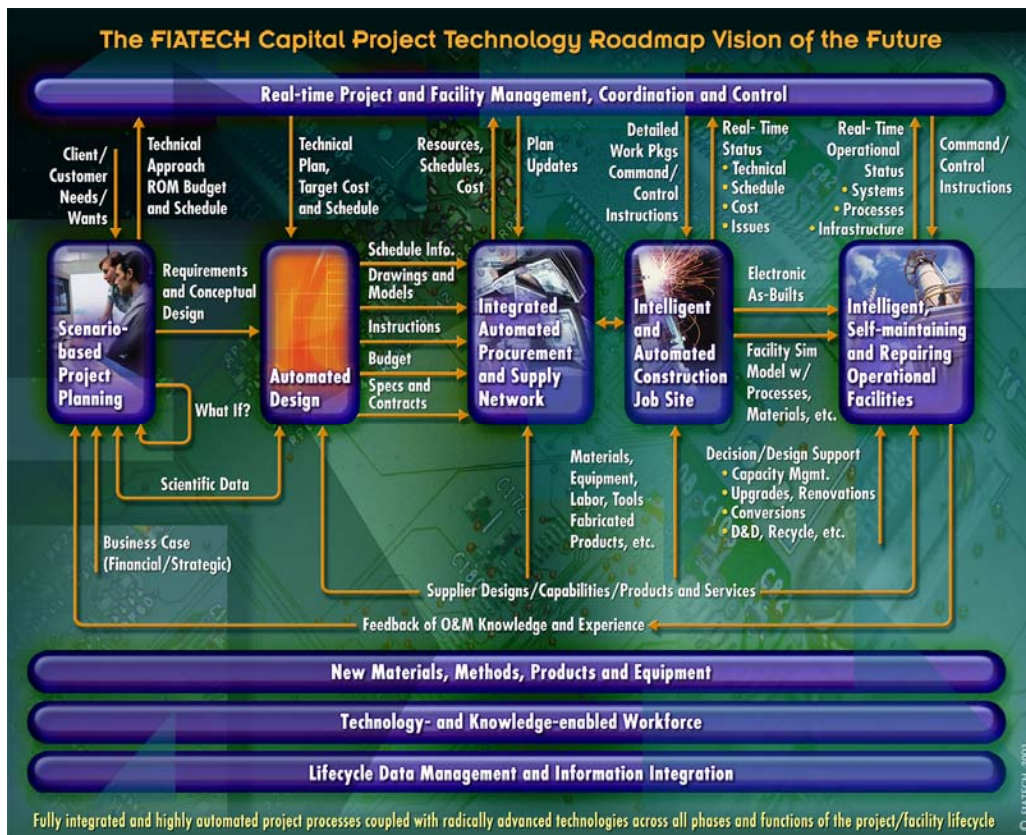 The FIATECH Capital Project Technology Roadmap Vision of the Future
Real-time Project and Facility Management, Coordination and Control
Client/
Customer
Needs/
Wants
Technical
Approach
ROM Budget
and Schedule
Technical
Plan,
Target Cost
and Schedule
Resources,
Schedules,
Cost
Plan
Updates
Detailed
Work Pkgs
Command/
Control
Instructions
Real- Time
Status
• Technical
• Schedule
• Cost
• Issues
Real- Time
Operational
Status
• Systems
• Processes
• Infrastructure
Command/
Control
Instructions
Scenario-
based
Project
Planning
Requirements
and Conceptual
Design
Automated
Design
Schedule Info.
Drawings and
Models
Instructions
Budget
Specs and
Contracts
Integrated
Automated
Procurement
and Supply
Network
Intelligent
and
Automated
Construction
Job Site
Electronic
As-Builts
Facility Sim
Model w/
Processes,
Materials, etc.
Intelligent,
Self-maintaining
and Repairing
Operational
Facilities
What If?
Scientific Data
Business Case
(Financial/Strategic)
Materials,
Equipment,
Labor, Tools
Fabricated
Products, etc.
Decision/Design Support
• Capacity Mgmt.
• Upgrades, Renovations
• Conversions
• D&D, Recycle, etc.
Supplier Designs/Capabilities/Products and Services
Feedback of O&M Knowledge and Experience
New Materials, Methods, Products and Equipment
Technology- and Knowledge-enabled Workforce
Lifecycle Data Management and Information Integration
Fully integrated and highly automated project processes coupled with radically advanced technologies across all phases and functions of the project/facility lifecycle